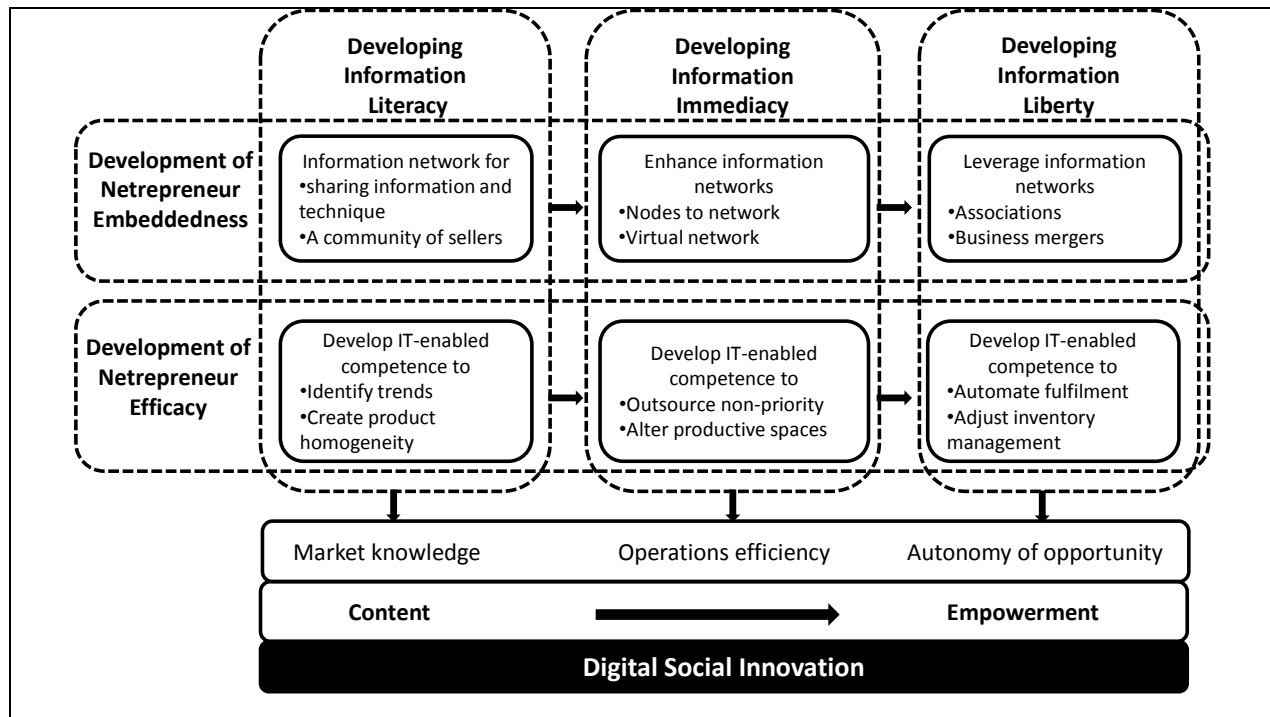 Developing
Information
Literacy
Developing
Information
Immediacy
Developing
Information
Liberty
Development of
Netrepreneur
Embeddedness
Information network for
•sharing information and
technique
•A community of sellers
Enhance information
networks
•Nodes to network
•Virtual network
Leverage information
networks
•Associations
•Business mergers
Development of
Netrepreneur
Efficacy
Develop IT-enabled
competence to
•Identify trends
•Create product
homogeneity
Develop IT-enabled
competence to
•Outsource non-priority
•Alter productive spaces
Develop IT-enabled
competence to
•Automate fulfilment
•Adjust inventory
management
Market knowledge
Operations efficiency
Autonomy of opportunity
Content
Empowerment
Digital Social Innovation